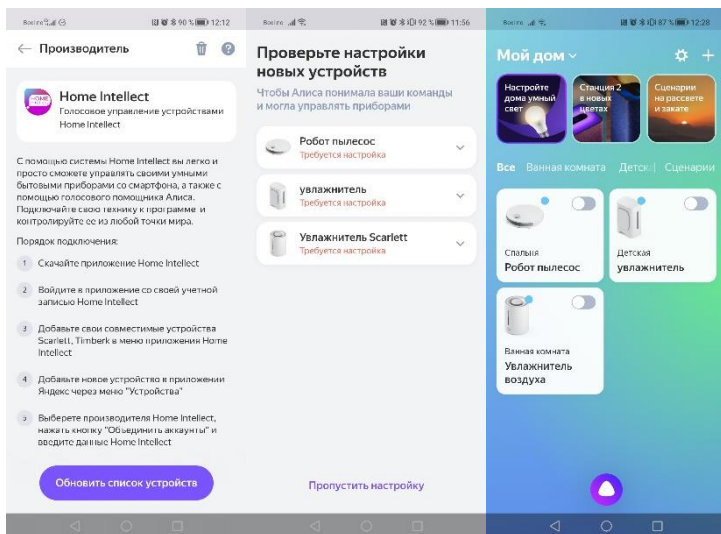 90 % 12:12
Производитель
Home Intellect
Голосовое управление устройствами
Home Intellect
С помощью системы Home Intellect вы легко и
просто сможете управлять своими умными
бытовыми приборами со смартфона, а также с
помощью голосового помощника Алиса.
Подключайте свою технику к программе и
контролируйте ее из любой точки мира.
Порядок подключения:
1 Скачайте приложение Home Intellect
2 Войдите в приложение со своей учетной
записью Home Intellect
3 Добавьте свои совместимые устройства
Scarlett, Timberk в меню приложения Home
Intellect
4 Добавьте новое устройство в приложении
Яндекс через меню "Устройства"
5 Выберете производителя Home Intellect,
нажать кнопку "Объединить аккаунты" и
введите данные Home Intellect
Обновить список устройств
92 % 11:56
Проверьте настройки
новых устройств
Чтобы Алиса понимала ваши команды
и могла управлять приборами
Робот пылесос
Требуется настройка
увлажнитель
Требуется настройка
Увлажнитель Scarlett
Требуется настройка
Пропустить настройку
87 % 12:28
Мой дом
Настройте
дома умный
свет
Станция 2
в новых
цветах
Сценарии
на рассвете
и закате
Все Ванная комната Детск Сценарии
Спальня
Робот пылесос
Детская
увлажнитель
Ванная комната
Увлажнитель
воздуха